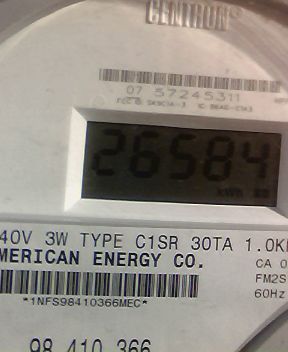 CENTRON®
07 57245311
26584
40V 3W TYPE C1SR 30TA 1.0K
MERICAN ENERGY CO.
CA 0
FM2S
*1NFS98410366MEC*
60Hz
98 410 366